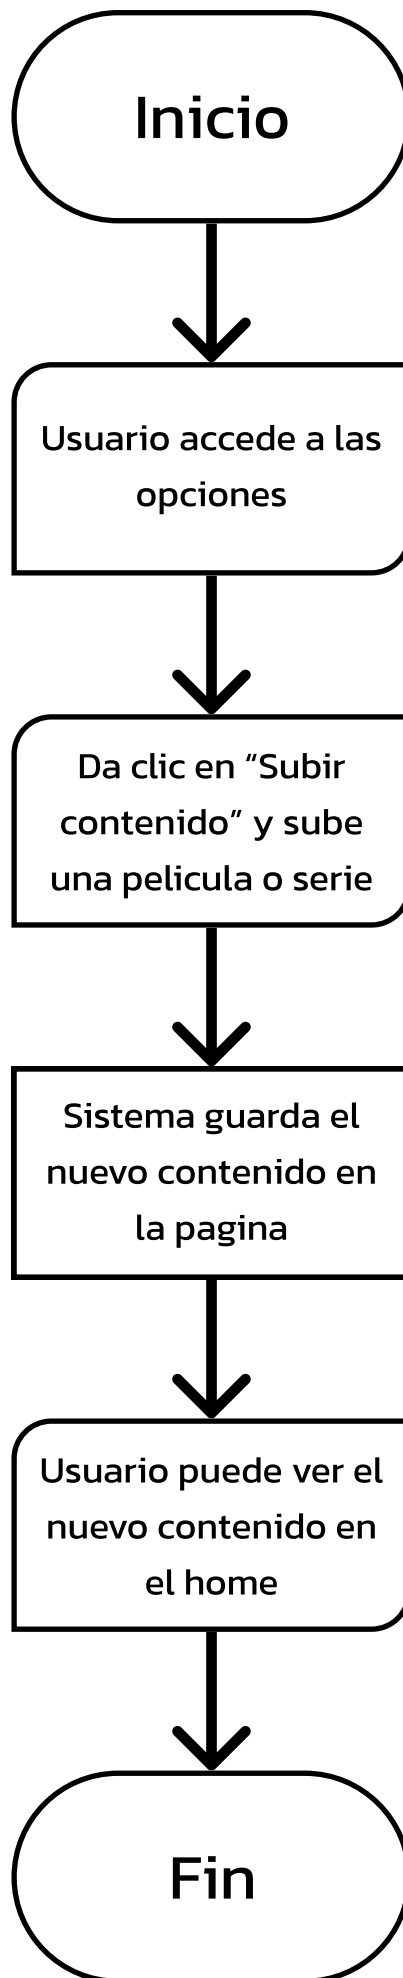 Inicio
Usuario accede a las
opciones
Da clic en “Subir
contenido” y sube
una pelicula o serie
Sistema guarda el
nuevo contenido en
la pagina
Usuario puede ver el
nuevo contenido en
el home
Fin